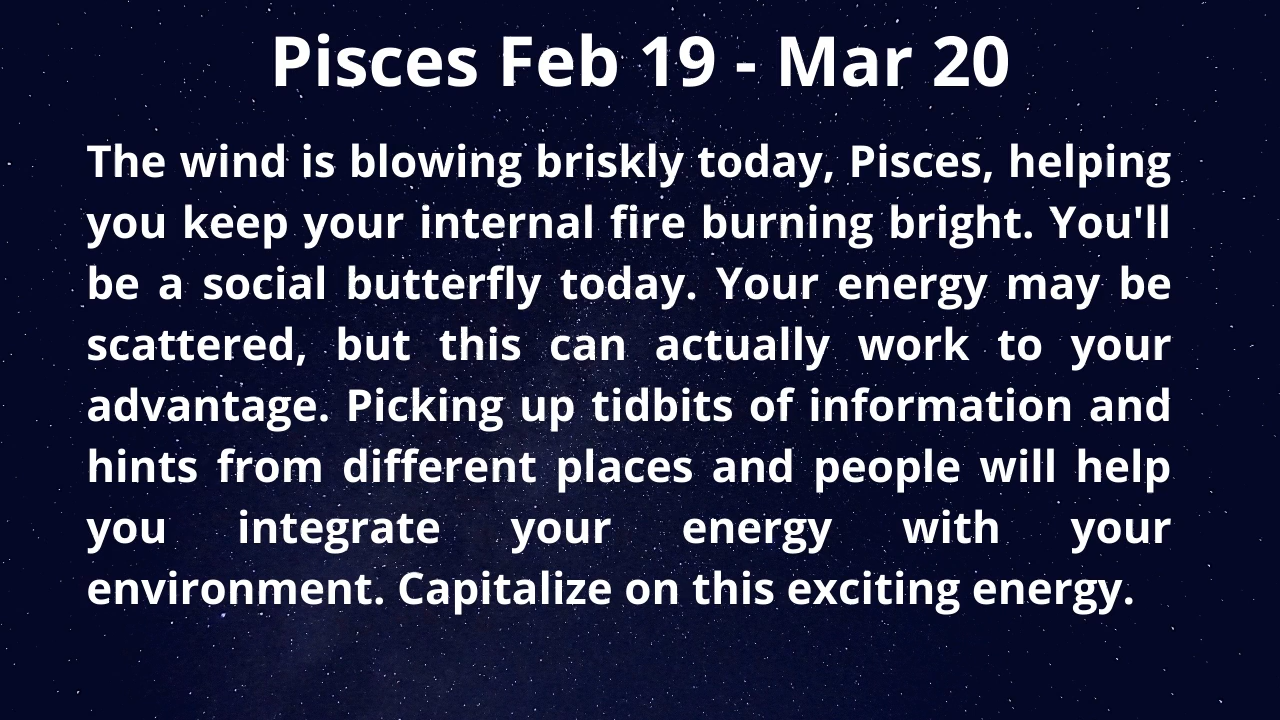 Pisces Feb 19 - Mar 20
The wind is blowing briskly today, Pisces, helping
you keep your internal fire burning bright. You'll
be a social butterfly today. Your energy may be
scattered, but this can actually work to your
advantage. Picking up tidbits of information and
hints from different places and people will help
you integrate your energy with your
environment. Capitalize on this exciting energy.